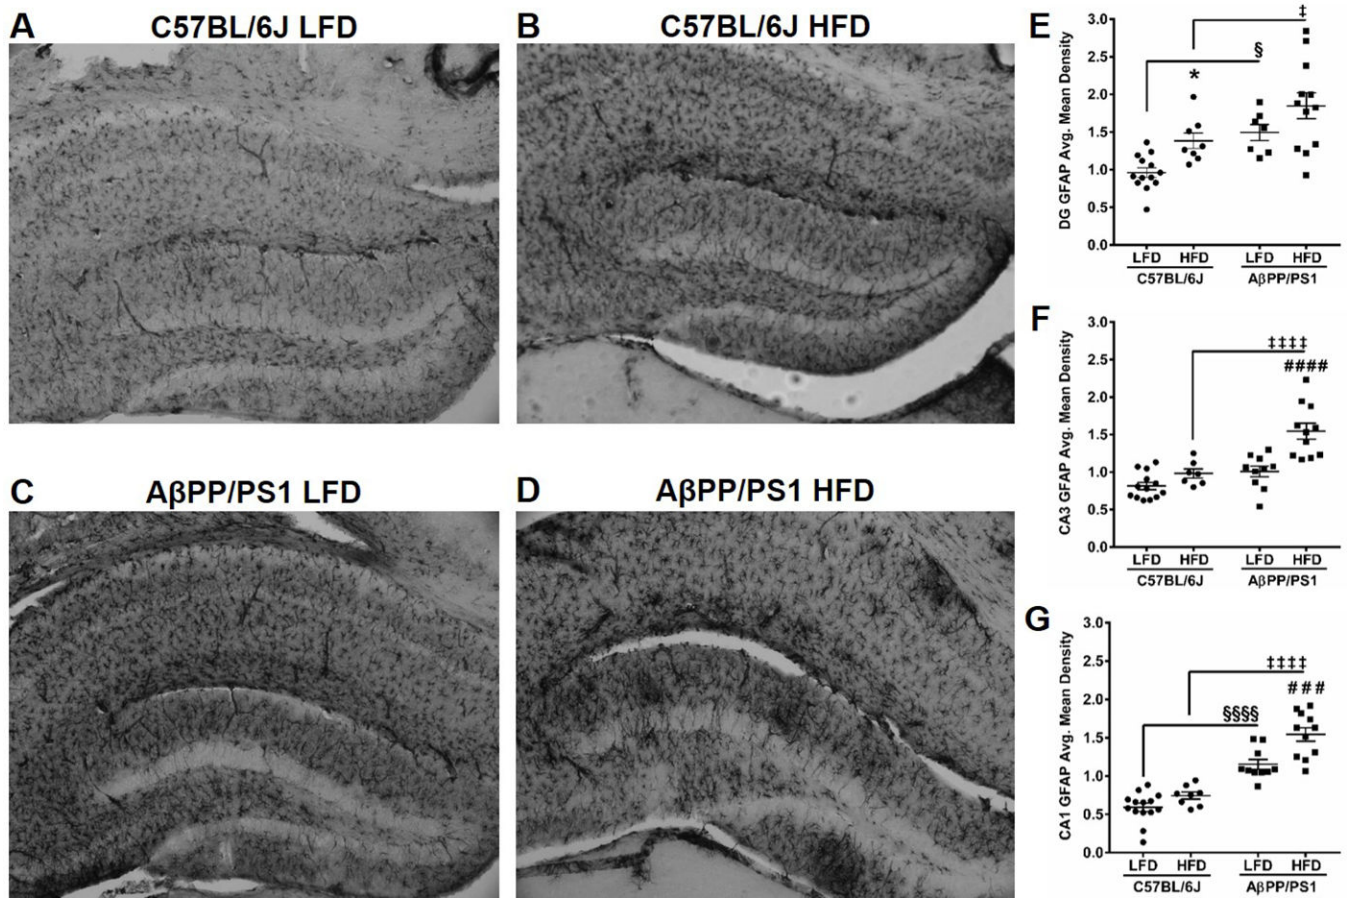 A C57BL/6J LFD
B C57BL/6J HFD
C AβPP/PS1 LFD
D AβPP/PS1 HFD
E
DG GFAP Avg. Mean Density
3.0
2.5
2.0
1.5
1.0
0.5
0.0
‡
§
*
LFD HFD LFD HFD
C57BL/6J AβPP/PS1
F
CA3 GFAP Avg. Mean Density
3.0
2.5
2.0
1.5
1.0
0.5
0.0
‡‡‡‡
####
LFD HFD LFD HFD
C57BL/6J AβPP/PS1
G
CA1 GFAP Avg. Mean Density
3.0
2.5
2.0
1.5
1.0
0.5
0.0
‡‡‡‡
###
§§§§
LFD HFD LFD HFD
C57BL/6J AβPP/PS1